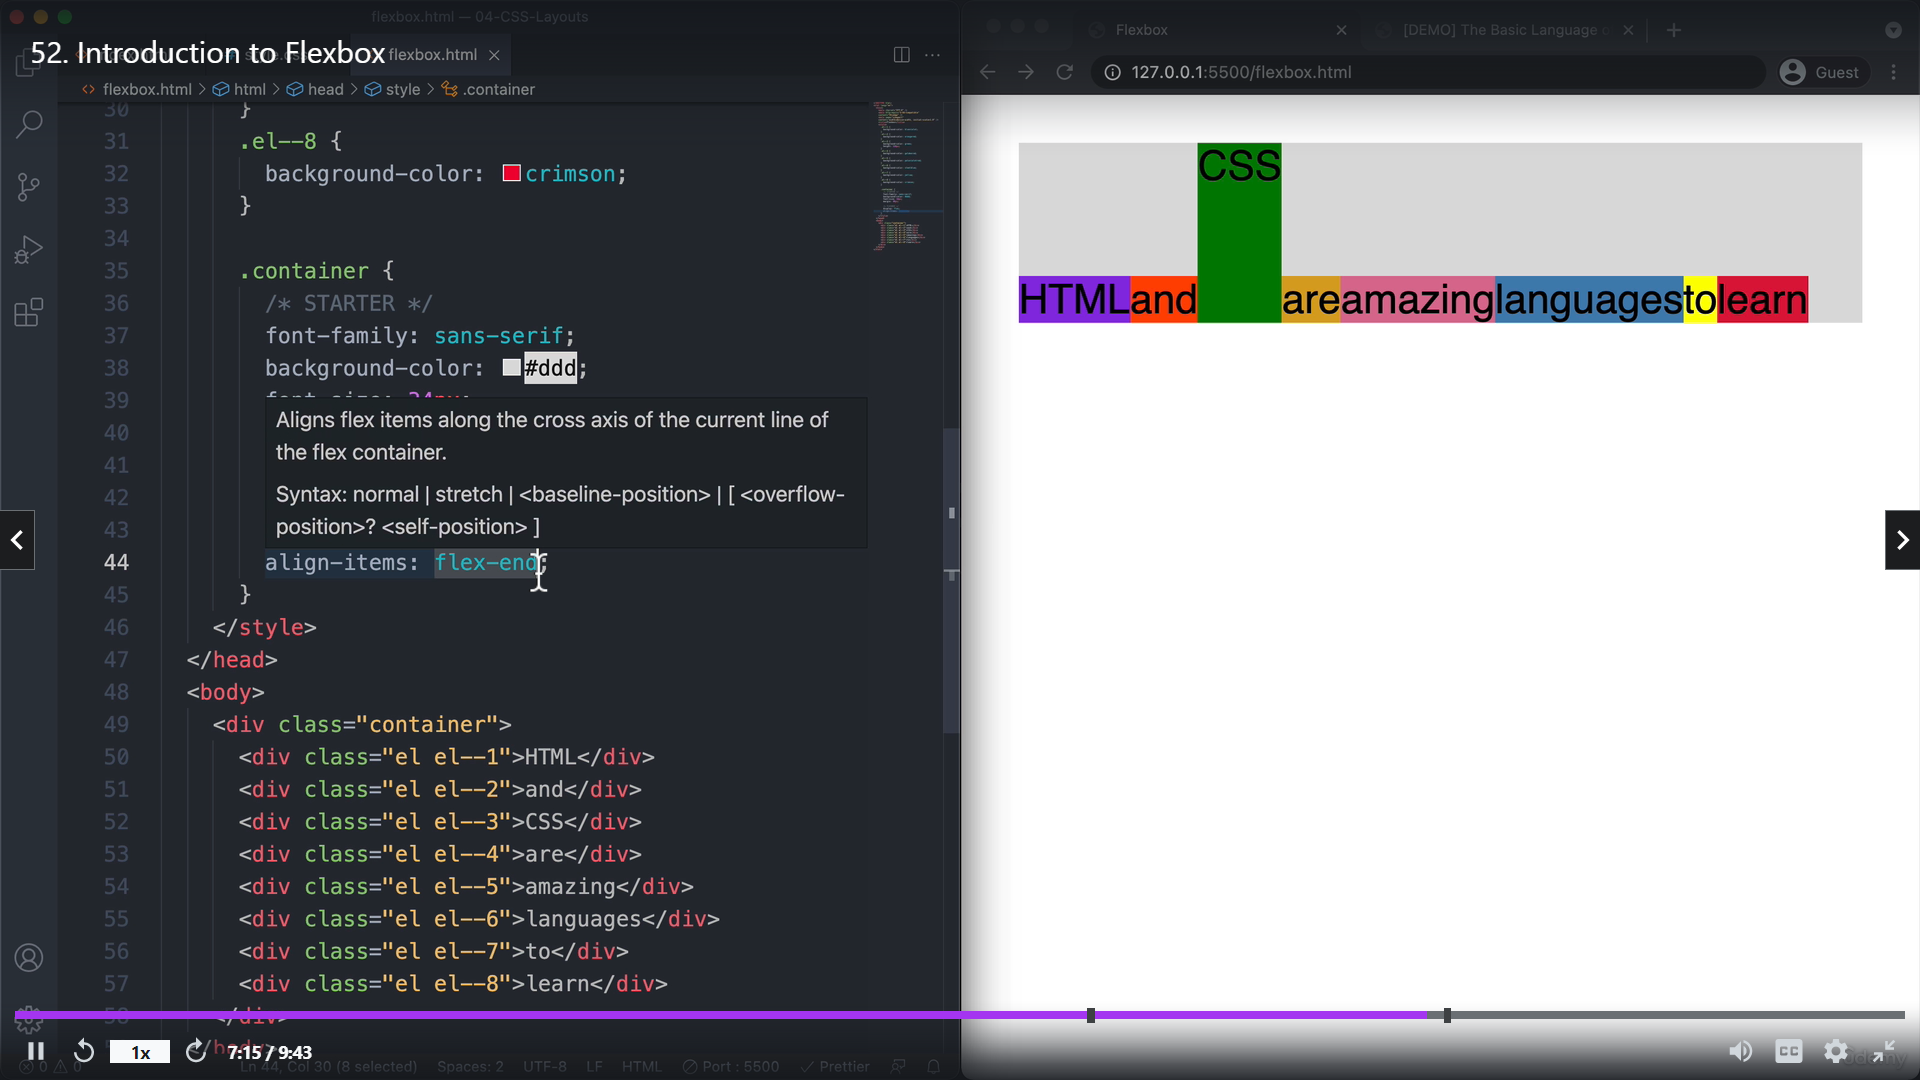 flexbox.html — 04-CSS-Layouts
52. Introduction to Flexbox
flexbox.html
flexbox.html > html > head > style > .container
30 }
31 .el--8 {
32 background-color: crimson;
33 }
34
35 .container {
36 /* STARTER */
37 font-family: sans-serif;
38 background-color: #ddd;
39
40
41
42
43
Aligns flex items along the cross axis of the current line of
the flex container.
Syntax: normal | stretch | <baseline-position> | [ <overflow-
position>? <self-position> ]
44 align-items: flex-end;
45 }
46 </style>
47 </head>
48 <body>
49 <div class="container">
50 <div class="el el--1">HTML</div>
51 <div class="el el--2">and</div>
52 <div class="el el--3">CSS</div>
53 <div class="el el--4">are</div>
54 <div class="el el--5">amazing</div>
55 <div class="el el--6">languages</div>
56 <div class="el el--7">to</div>
57 <div class="el el--8">learn</div>
58 </div>
1x
7:15 / 9:43
Ln 44, Col 30 (8 selected) Spaces: 2 UTF-8 LF HTML Port : 5500 Prettier
Flexbox
[DEMO] The Basic Language
127.0.0.1:5500/flexbox.html
Guest
CSS
HTML and are amazing languages to learn
CC